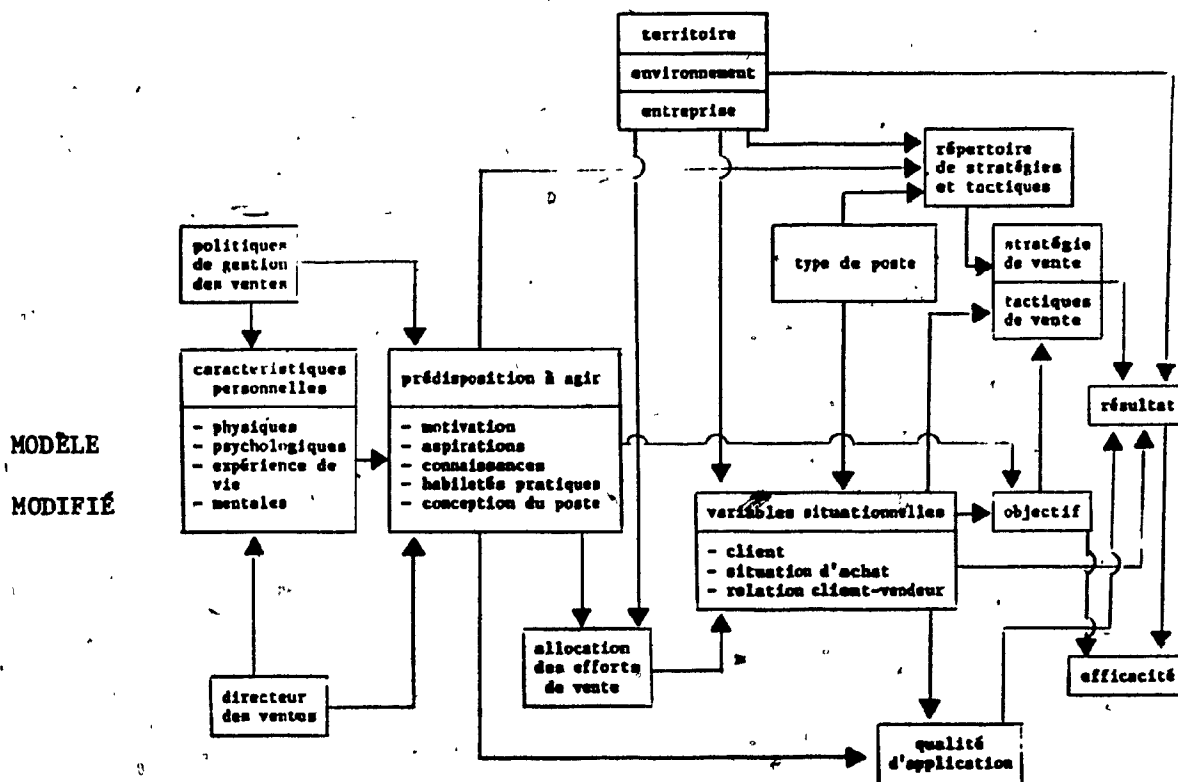 territoire
environnement
entreprise
répertoire
de stratégies
et tactiques
politiques
de gestion
des ventes
type de poste
stratégie
de vente
tactiques
de vente
caractéristiques
personnelles
- physiques
- psychologiques
- expérience de
vie
- mentales
prédisposition à agir
- motivation
- aspirations
- connaissances
- habiletés pratiques
- conception du poste
résultat
MODÈLE
MODIFIÉ
variables situationnelles
- client
- situation d'achat
- relation client-vendeur
objectif
allocation
des efforts
de vente
efficacité
directeur
des ventes
qualité
d'application